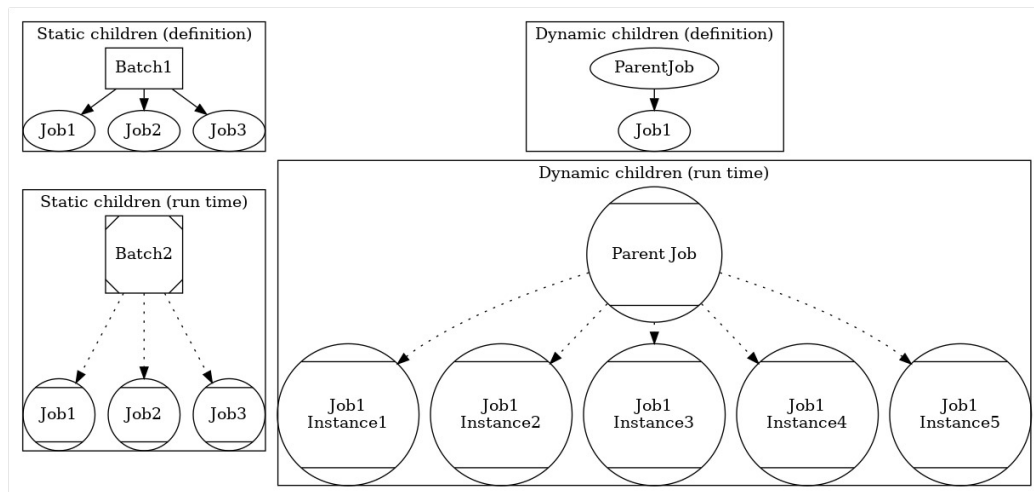 Static children (definition)
Batch1
Job1
Job2
Job3
Dynamic children (definition)
ParentJob
Job1
Static children (run time)
Batch2
Job1
Job2
Job3
Dynamic children (run time)
Parent Job
Job1
Instance1
Job1
Instance2
Job1
Instance3
Job1
Instance4
Job1
Instance5